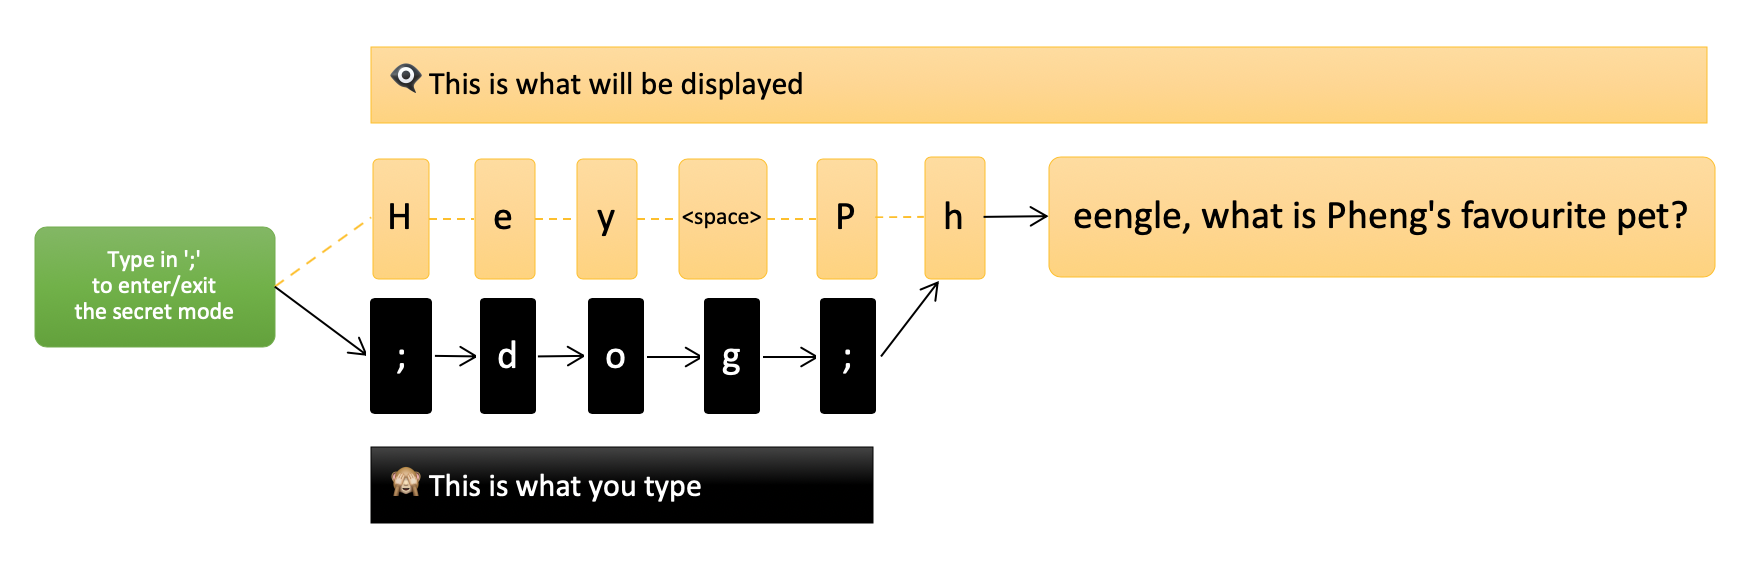 This is what will be displayed
H e y <space> P h eengle, what is Pheng's favourite pet?
Type in ';'
to enter/exit
the secret mode
; d o g ;
This is what you type